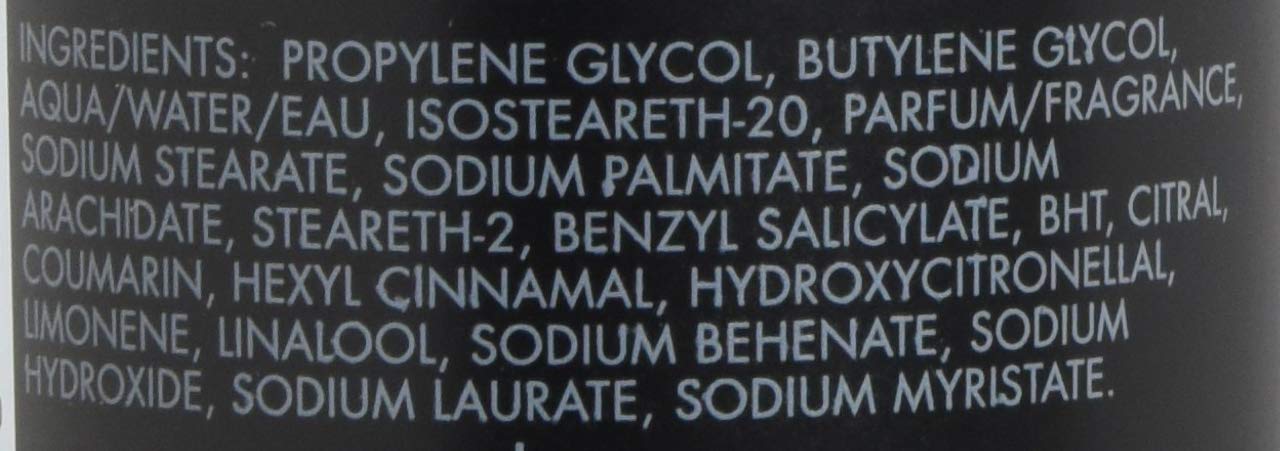 INGREDIENTS: PROPYLENE GLYCOL, BUTYLENE GLYCOL,
AQUA/WATER/EAU, ISOSTEARETH-20, PARFUM/FRAGRANCE,
SODIUM STEARATE, SODIUM PALMITATE, SODIUM
ARACHIDATE, STEARETH-2, BENZYL SALICYLATE, BHT, CITRAL,
COUMARIN, HEXYL CINNAMAL, HYDROXYCITRONELLAL,
LIMONENE, LINALOOL, SODIUM BEHENATE, SODIUM
HYDROXIDE, SODIUM LAURATE, SODIUM MYRISTATE.